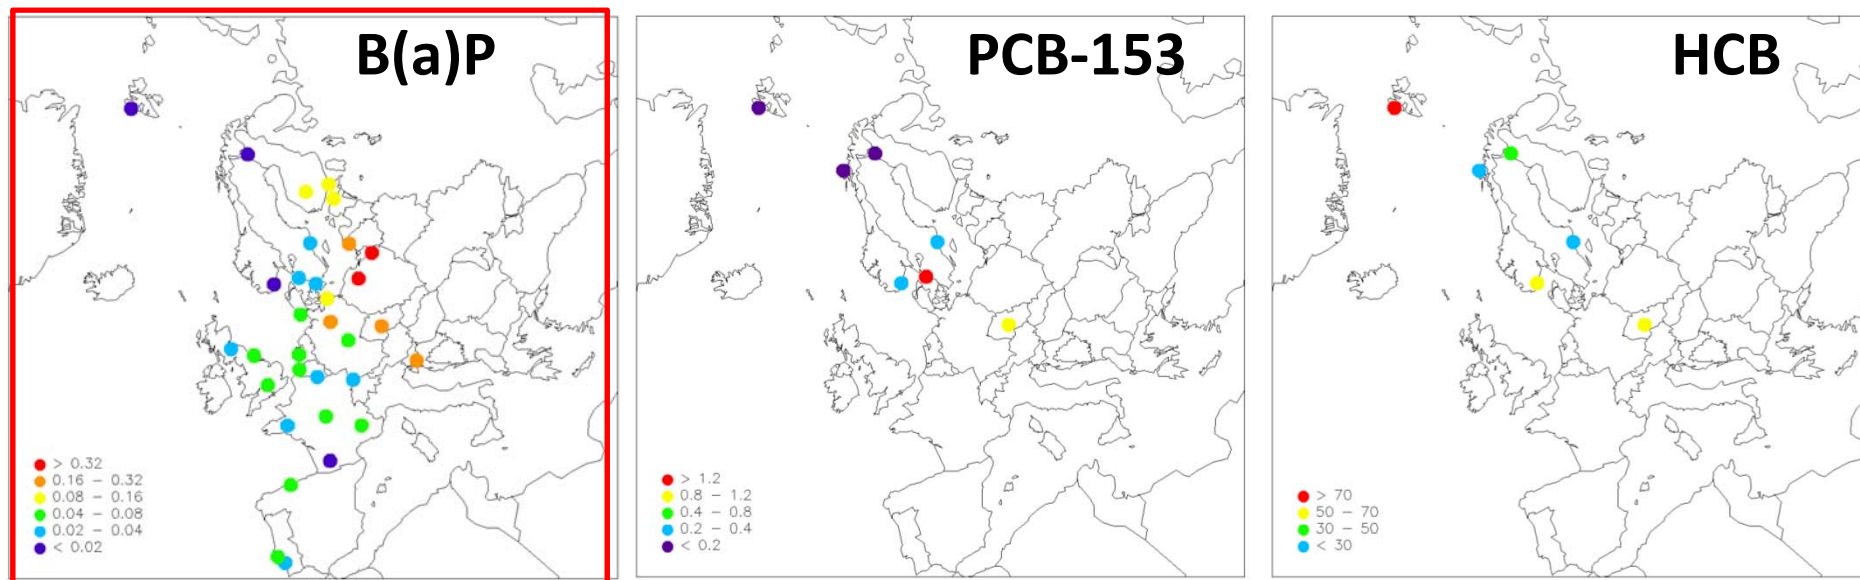 B(a)P
> 0.32
0.16 – 0.32
0.08 – 0.16
0.04 – 0.08
0.02 – 0.04
< 0.02
PCB-153
> 1.2
0.8 – 1.2
0.4 – 0.8
0.2 – 0.4
< 0.2
HCB
> 70
50 – 70
30 – 50
< 30